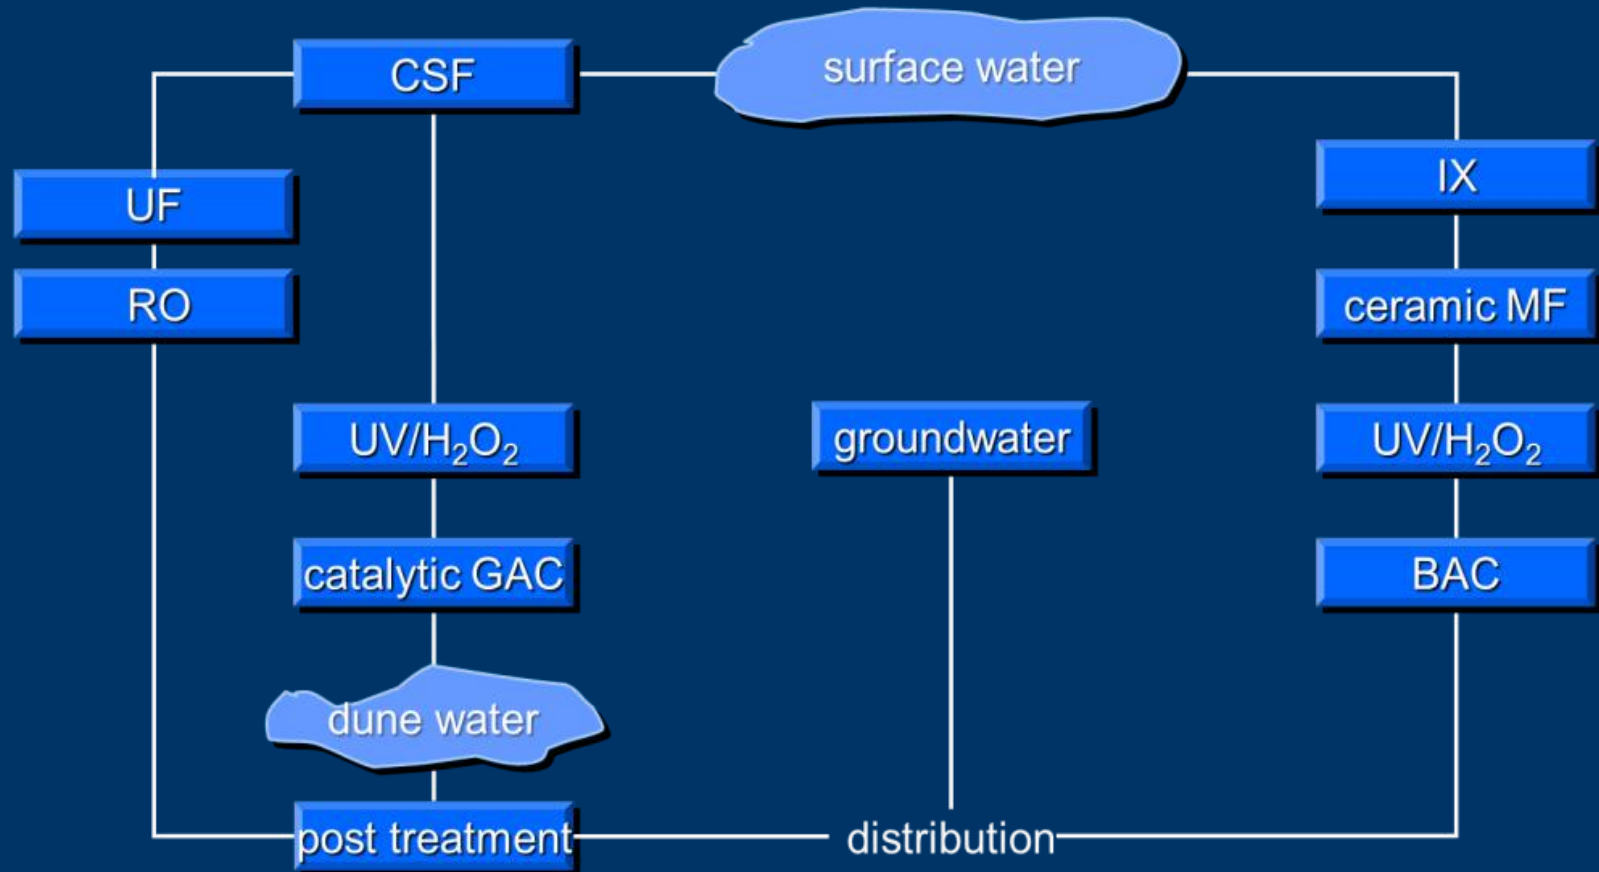 CSF
surface water
IX
UF
RO
ceramic MF
UV/H₂O₂
groundwater
UV/H₂O₂
catalytic GAC
BAC
dune water
post treatment
distribution